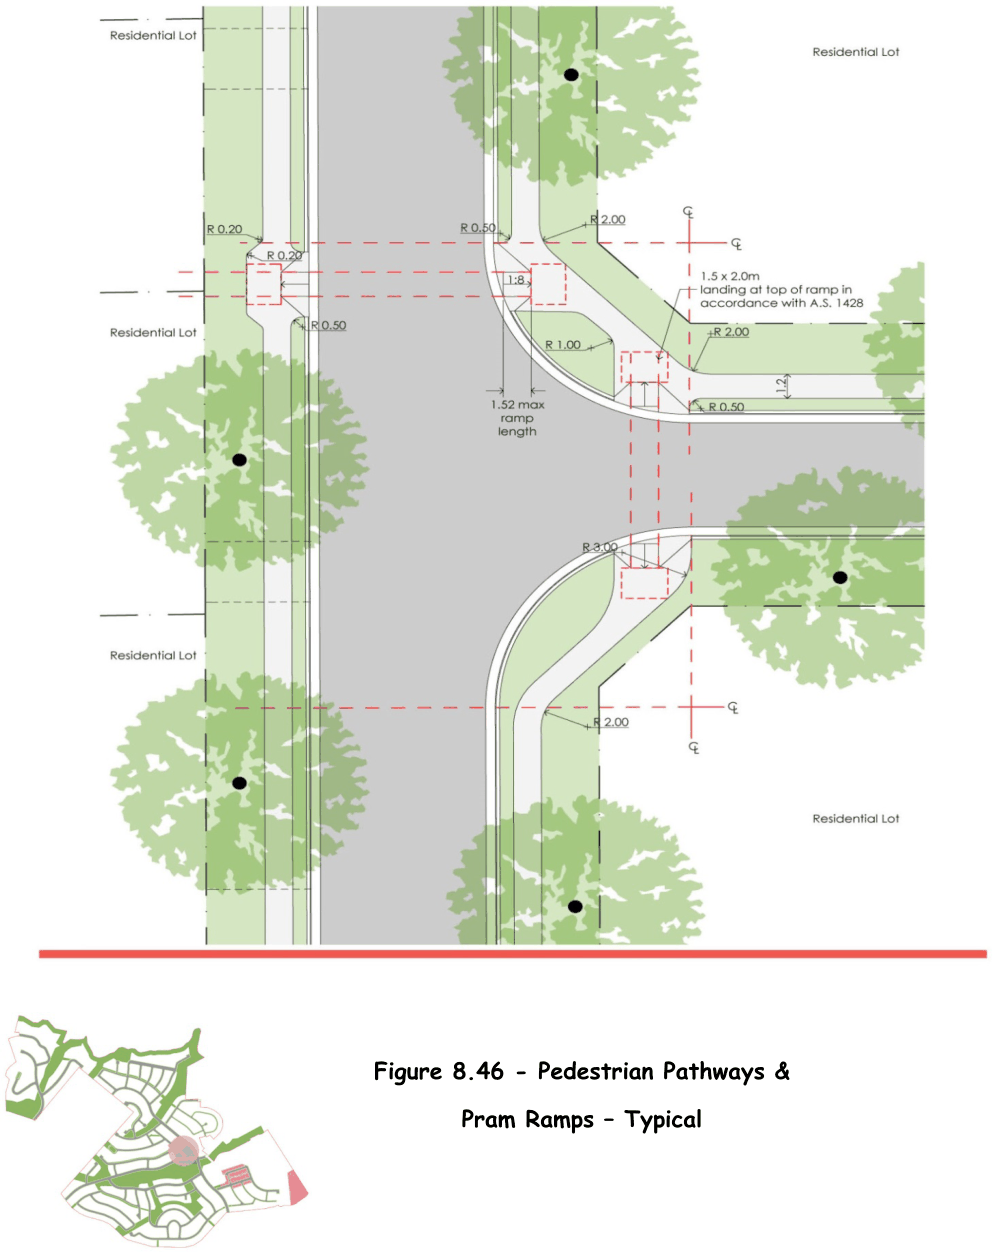 Residential Lot
Residential Lot
R 0.20
R 0.50
R 2.00
℄
℄
R 0.20
1:8
1.5 x 2.0m
landing at top of ramp in
accordance with A.S. 1428
Residential Lot
R 0.50
R 1.00
R 2.00
1.2
1.52 max
ramp
length
R 0.50
R 3.00
Residential Lot
℄
R 2.00
℄
Residential Lot
Figure 8.46 - Pedestrian Pathways &
Pram Ramps – Typical